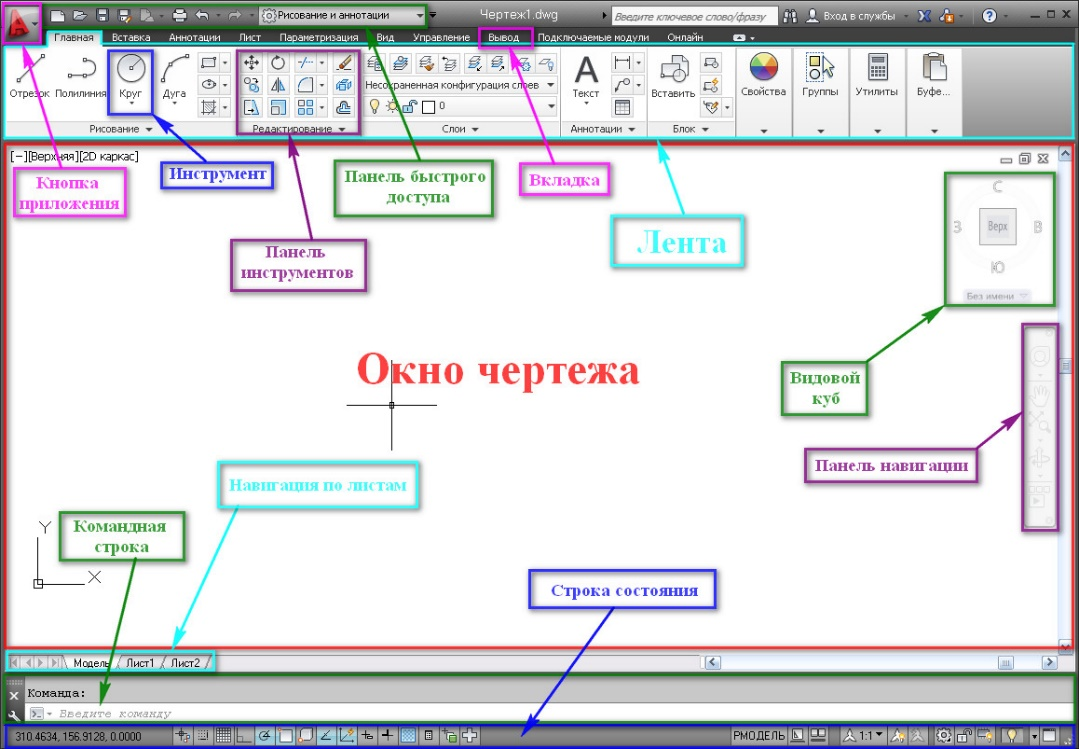 Рисование и аннотации
Чертеж1.dwg
Введите ключевое слово/фразу
Вход в службы
Главная Вставка Аннотации Лист Параметризация Вид Управление Вывод Подключаемые модули Онлайн
Отрезок Полилиния Круг Дуга
Несохраненная конфигурация слоев
0
Текст
Вставить
Свойства Группы Утилиты Буфе...
Рисование Редактирование Слои Аннотации Блок
[−][Верхняя][2D каркас]
Кнопка
приложения
Инструмент
Панель быстрого
доступа
Вкладка
Панель
инструментов
Лента
С
З Верх В
Ю
Без имени
Окно чертежа
Видовой
куб
Панель навигации
Навигация по листам
Командная
строка
Y
X
Строка состояния
Модель Лист1 Лист2
Команда:
Введите команду
310.4634, 156.9128, 0.0000
РМОДЕЛЬ
1:1